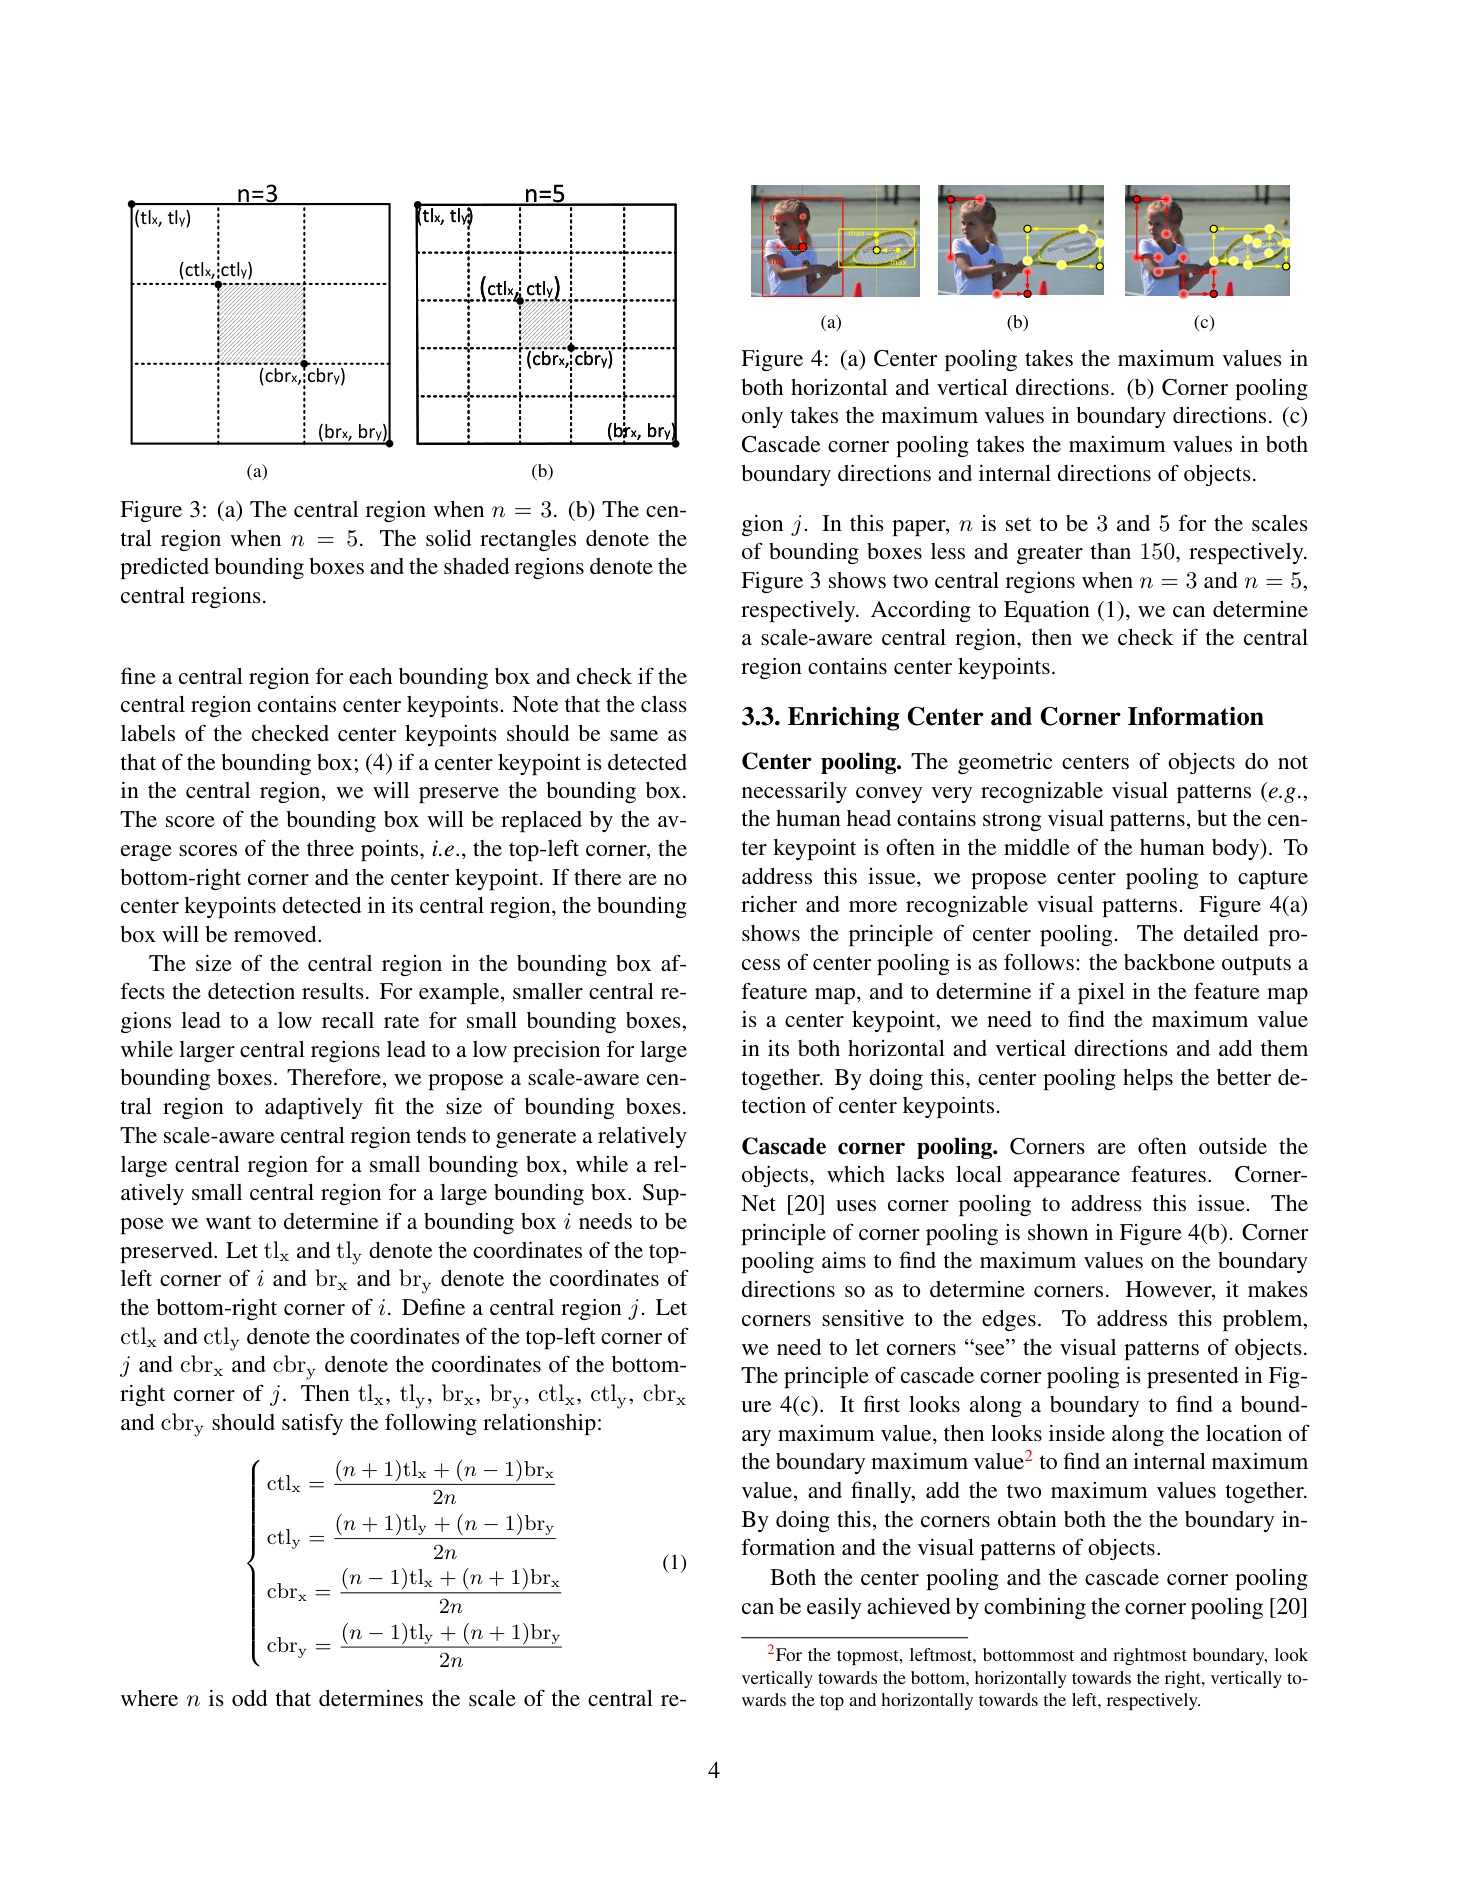 n=3
(tlx, tly)
(ctlx, ctly)
(cbrx, cbry)
(brx, bry)
(a)
n=5
(tlx, tly)
(ctlx, ctly)
(cbrx, cbry)
(brx, bry)
(b)
Figure 3: (a) The central region when n = 3. (b) The cen-
tral region when n = 5. The solid rectangles denote the
predicted bounding boxes and the shaded regions denote the
central regions.
fine a central region for each bounding box and check if the
central region contains center keypoints. Note that the class
labels of the checked center keypoints should be same as
that of the bounding box; (4) if a center keypoint is detected
in the central region, we will preserve the bounding box.
The score of the bounding box will be replaced by the av-
erage scores of the three points, i.e., the top-left corner, the
bottom-right corner and the center keypoint. If there are no
center keypoints detected in its central region, the bounding
box will be removed.
The size of the central region in the bounding box af-
fects the detection results. For example, smaller central re-
gions lead to a low recall rate for small bounding boxes,
while larger central regions lead to a low precision for large
bounding boxes. Therefore, we propose a scale-aware cen-
tral region to adaptively fit the size of bounding boxes.
The scale-aware central region tends to generate a relatively
large central region for a small bounding box, while a rel-
atively small central region for a large bounding box. Sup-
pose we want to determine if a bounding box i needs to be
preserved. Let tlx and tly denote the coordinates of the top-
left corner of i and brx and bry denote the coordinates of
the bottom-right corner of i. Define a central region j. Let
ctlx and ctly denote the coordinates of the top-left corner of
j and cbrx and cbry denote the coordinates of the bottom-
right corner of j. Then tlx, tly, brx, bry, ctlx, ctly, cbrx
and cbry should satisfy the following relationship:
ctlx = (n + 1)tlx + (n − 1)brx / 2n
ctly = (n + 1)tly + (n − 1)bry / 2n
cbrx = (n − 1)tlx + (n + 1)brx / 2n
cbry = (n − 1)tly + (n + 1)bry / 2n
(1)
where n is odd that determines the scale of the central re-
max
max
(a)
(b)
(c)
Figure 4: (a) Center pooling takes the maximum values in
both horizontal and vertical directions. (b) Corner pooling
only takes the maximum values in boundary directions. (c)
Cascade corner pooling takes the maximum values in both
boundary directions and internal directions of objects.
gion j. In this paper, n is set to be 3 and 5 for the scales
of bounding boxes less and greater than 150, respectively.
Figure 3 shows two central regions when n = 3 and n = 5,
respectively. According to Equation (1), we can determine
a scale-aware central region, then we check if the central
region contains center keypoints.
3.3. Enriching Center and Corner Information
Center pooling. The geometric centers of objects do not
necessarily convey very recognizable visual patterns (e.g.,
the human head contains strong visual patterns, but the cen-
ter keypoint is often in the middle of the human body). To
address this issue, we propose center pooling to capture
richer and more recognizable visual patterns. Figure 4(a)
shows the principle of center pooling. The detailed pro-
cess of center pooling is as follows: the backbone outputs a
feature map, and to determine if a pixel in the feature map
is a center keypoint, we need to find the maximum value
in its both horizontal and vertical directions and add them
together. By doing this, center pooling helps the better de-
tection of center keypoints.
Cascade corner pooling. Corners are often outside the
objects, which lacks local appearance features. Corner-
Net [20] uses corner pooling to address this issue. The
principle of corner pooling is shown in Figure 4(b). Corner
pooling aims to find the maximum values on the boundary
directions so as to determine corners. However, it makes
corners sensitive to the edges. To address this problem,
we need to let corners “see” the visual patterns of objects.
The principle of cascade corner pooling is presented in Fig-
ure 4(c). It first looks along a boundary to find a bound-
ary maximum value, then looks inside along the location of
the boundary maximum value2 to find an internal maximum
value, and finally, add the two maximum values together.
By doing this, the corners obtain both the the boundary in-
formation and the visual patterns of objects.
Both the center pooling and the cascade corner pooling
can be easily achieved by combining the corner pooling [20]
2For the topmost, leftmost, bottommost and rightmost boundary, look
vertically towards the bottom, horizontally towards the right, vertically to-
wards the top and horizontally towards the left, respectively.
4